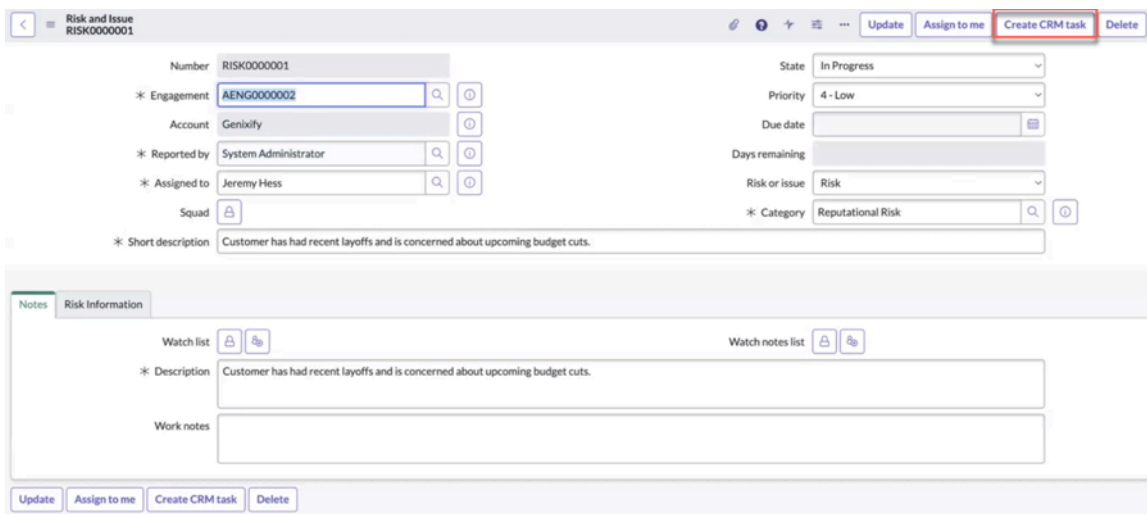 Risk and Issue
RISK0000001
Update Assign to me Create CRM task Delete
Number RISK0000001 State In Progress
✳ Engagement AENG0000002 Priority 4 - Low
Account Genixify Due date
✳ Reported by System Administrator Days remaining
✳ Assigned to Jeremy Hess Risk or issue Risk
Squad ✳ Category Reputational Risk
✳ Short description Customer has had recent layoffs and is concerned about upcoming budget cuts.
Notes Risk Information
Watch list Watch notes list
✳ Description Customer has had recent layoffs and is concerned about upcoming budget cuts.
Work notes
Update Assign to me Create CRM task Delete